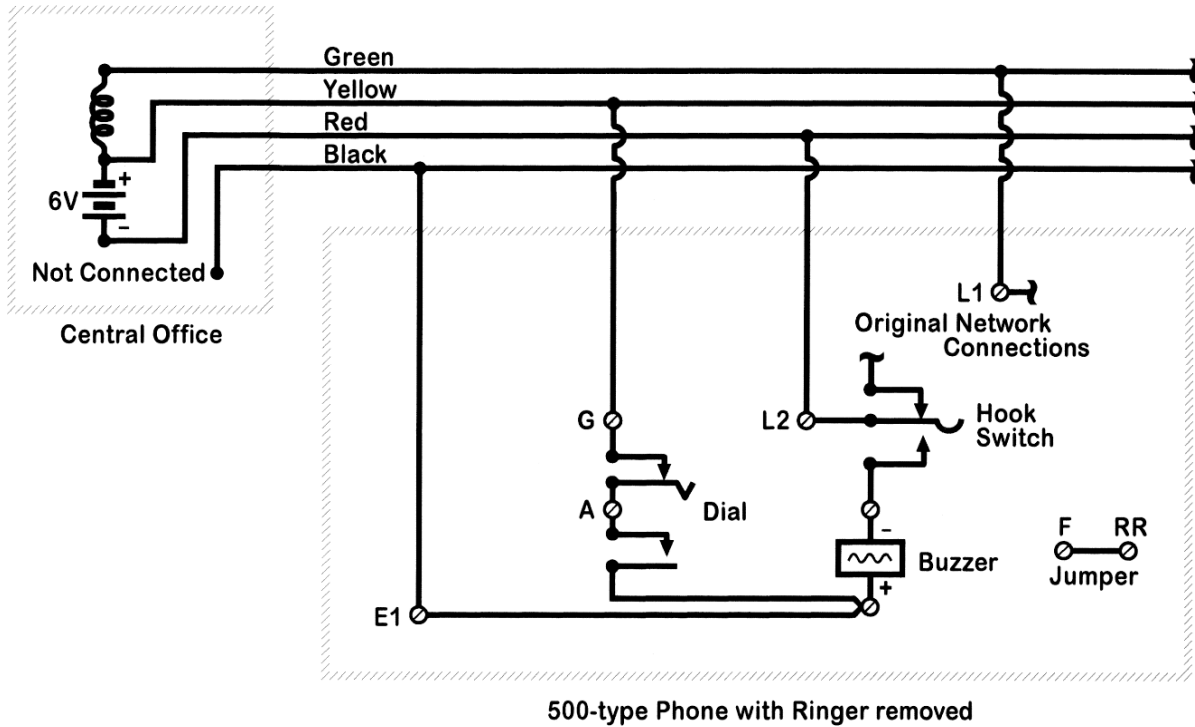 Green
Yellow
Red
Black
+
6V
–
Not Connected
Central Office
L1
Original Network
Connections
G
L2
Hook
Switch
A
Dial
–
Buzzer
+
F RR
Jumper
E1
500-type Phone with Ringer removed